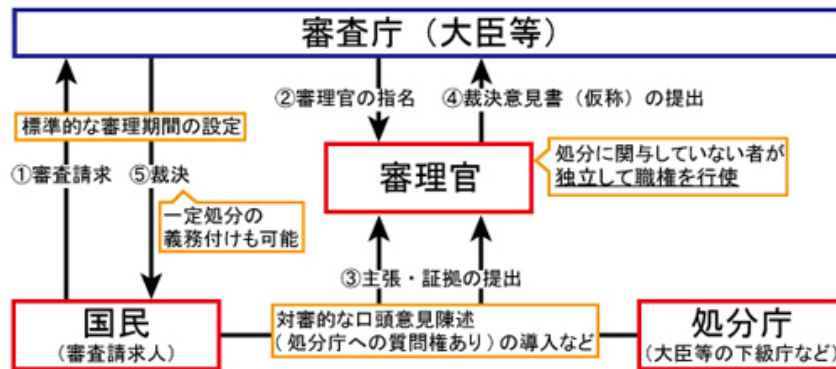 審査庁（大臣等）
②審理官の指名
④裁決意見書（仮称）の提出
標準的な審理期間の設定
①審査請求
⑤裁決
審理官
処分に関与していない者が
独立して職権を行使
一定処分の
義務付けも可能
③主張・証拠の提出
国民
（審査請求人）
対審的な口頭意見陳述
（処分庁への質問権あり）の導入など
処分庁
（大臣等の下級庁など）